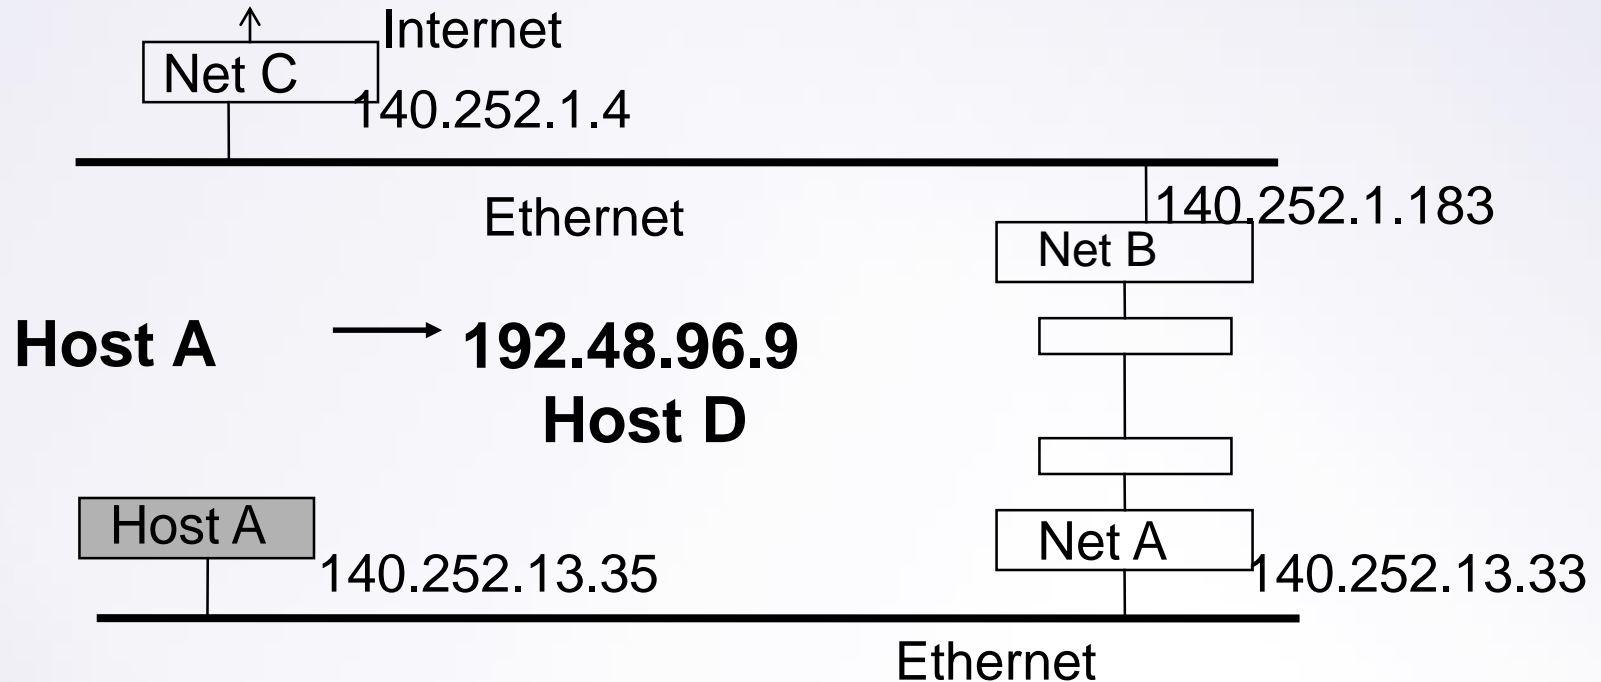 Internet
Net C
140.252.1.4
Ethernet
140.252.1.183
Net B
Host A
192.48.96.9
Host D
Host A
140.252.13.35
Net A
140.252.13.33
Ethernet